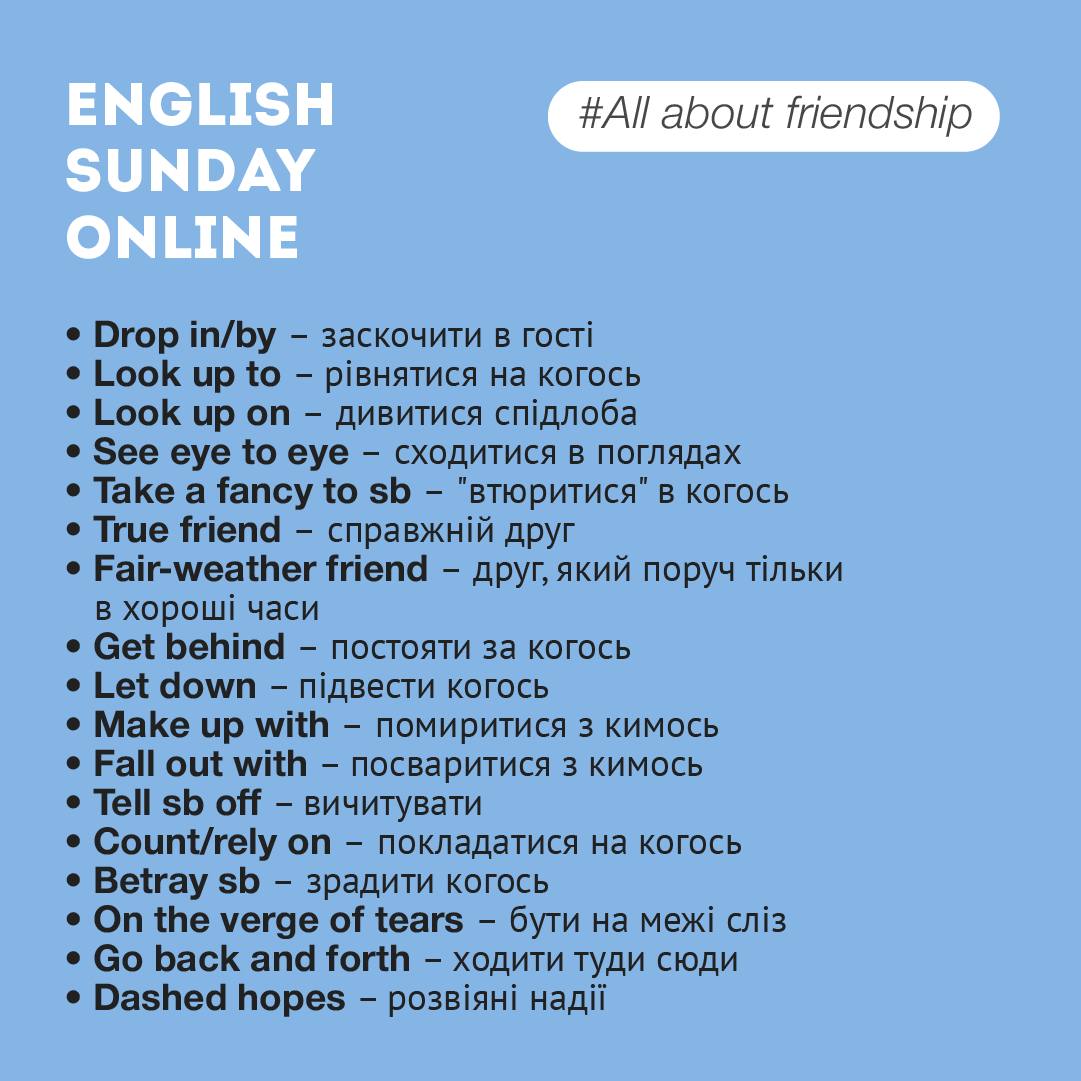 ENGLISH
SUNDAY
ONLINE
#All about friendship
• Drop in/by – заскочити в гості
• Look up to – рівнятися на когось
• Look up on – дивитися спідлоба
• See eye to eye – сходитися в поглядах
• Take a fancy to sb – "втюритися" в когось
• True friend – справжній друг
• Fair-weather friend – друг, який поруч тільки
в хороші часи
• Get behind – постояти за когось
• Let down – підвести когось
• Make up with – помиритися з кимось
• Fall out with – посваритися з кимось
• Tell sb off – вичитувати
• Count/rely on – покладатися на когось
• Betray sb – зрадити когось
• On the verge of tears – бути на межі сліз
• Go back and forth – ходити туди сюди
• Dashed hopes – розвіяні надії